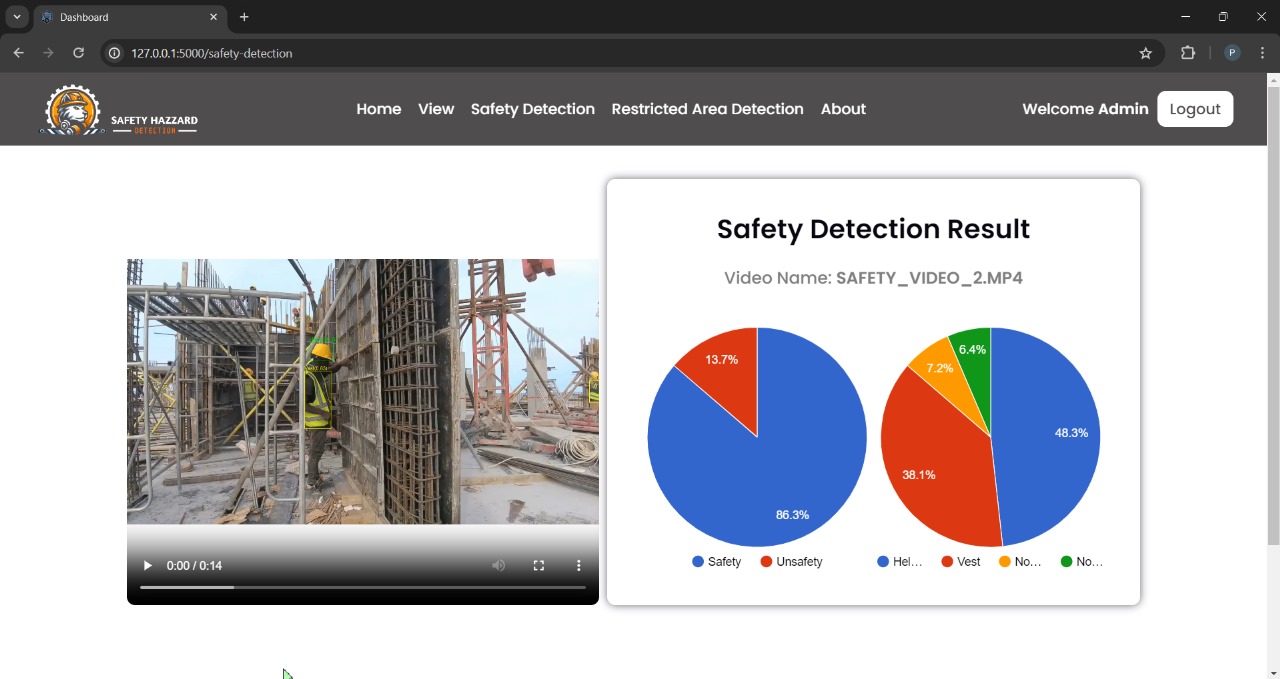 Dashboard
127.0.0.1:5000/safety-detection
P
SAFETY HAZZARD
DETECTION
Home View Safety Detection Restricted Area Detection About
Welcome Admin Logout
Safety Detection Result
Video Name: SAFETY_VIDEO_2.MP4
13.7%
86.3%
6.4%
7.2%
48.3%
38.1%
Safety Unsafety
Hel… Vest No… No…
0:00 / 0:14